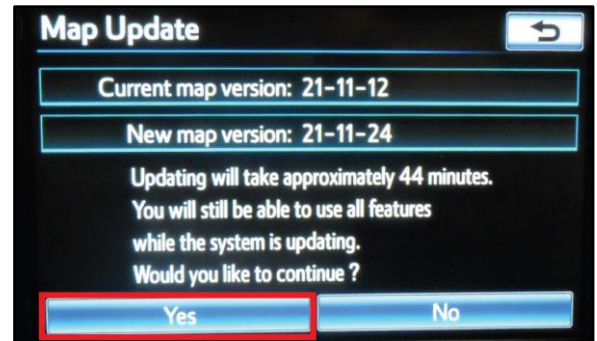 Map Update
Current map version: 21-11-12
New map version: 21-11-24
Updating will take approximately 44 minutes.
You will still be able to use all features
while the system is updating.
Would you like to continue ?
Yes
No